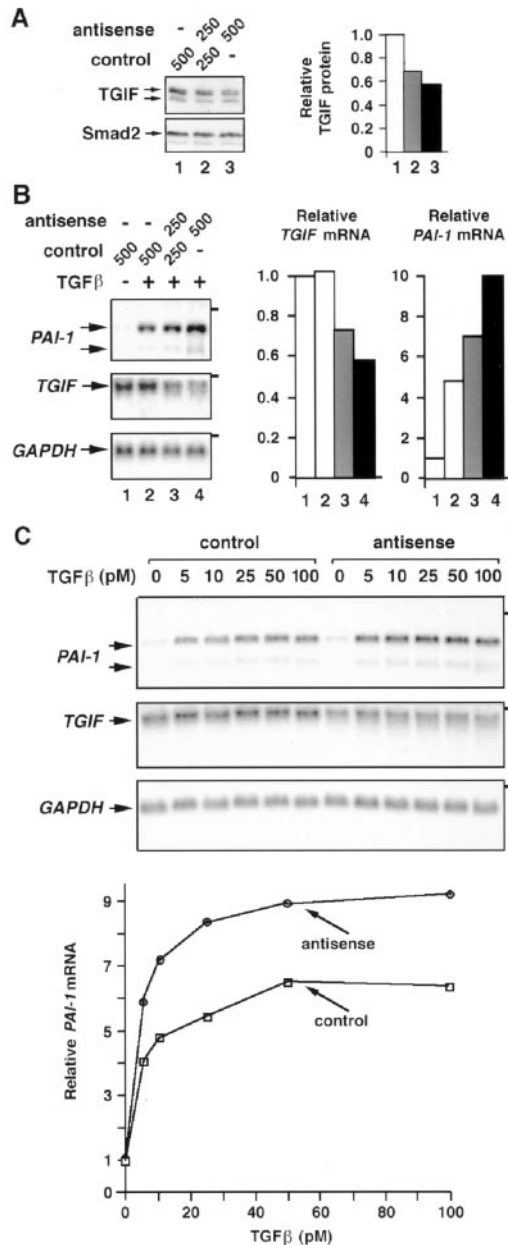 A
antisense - 250 500
control 500 250 -
TGIF
Smad2
1 2 3
Relative
TGIF protein
1.0
0.8
0.6
0.4
0.2
0
1 2 3
B
antisense - - 250 500
control 500 500 250 -
TGFβ - + + +
PAI-1
TGIF
GAPDH
1 2 3 4
Relative
TGIF mRNA
1.0
0.8
0.6
0.4
0.2
0
1 2 3 4
Relative
PAI-1 mRNA
10
8
6
4
2
0
1 2 3 4
C
control antisense
TGFβ (pM) 0 5 10 25 50 100 0 5 10 25 50 100
PAI-1
TGIF
GAPDH
Relative PAI-1 mRNA
9
7
5
3
1
0
antisense
control
0 20 40 60 80 100
TGFβ (pM)